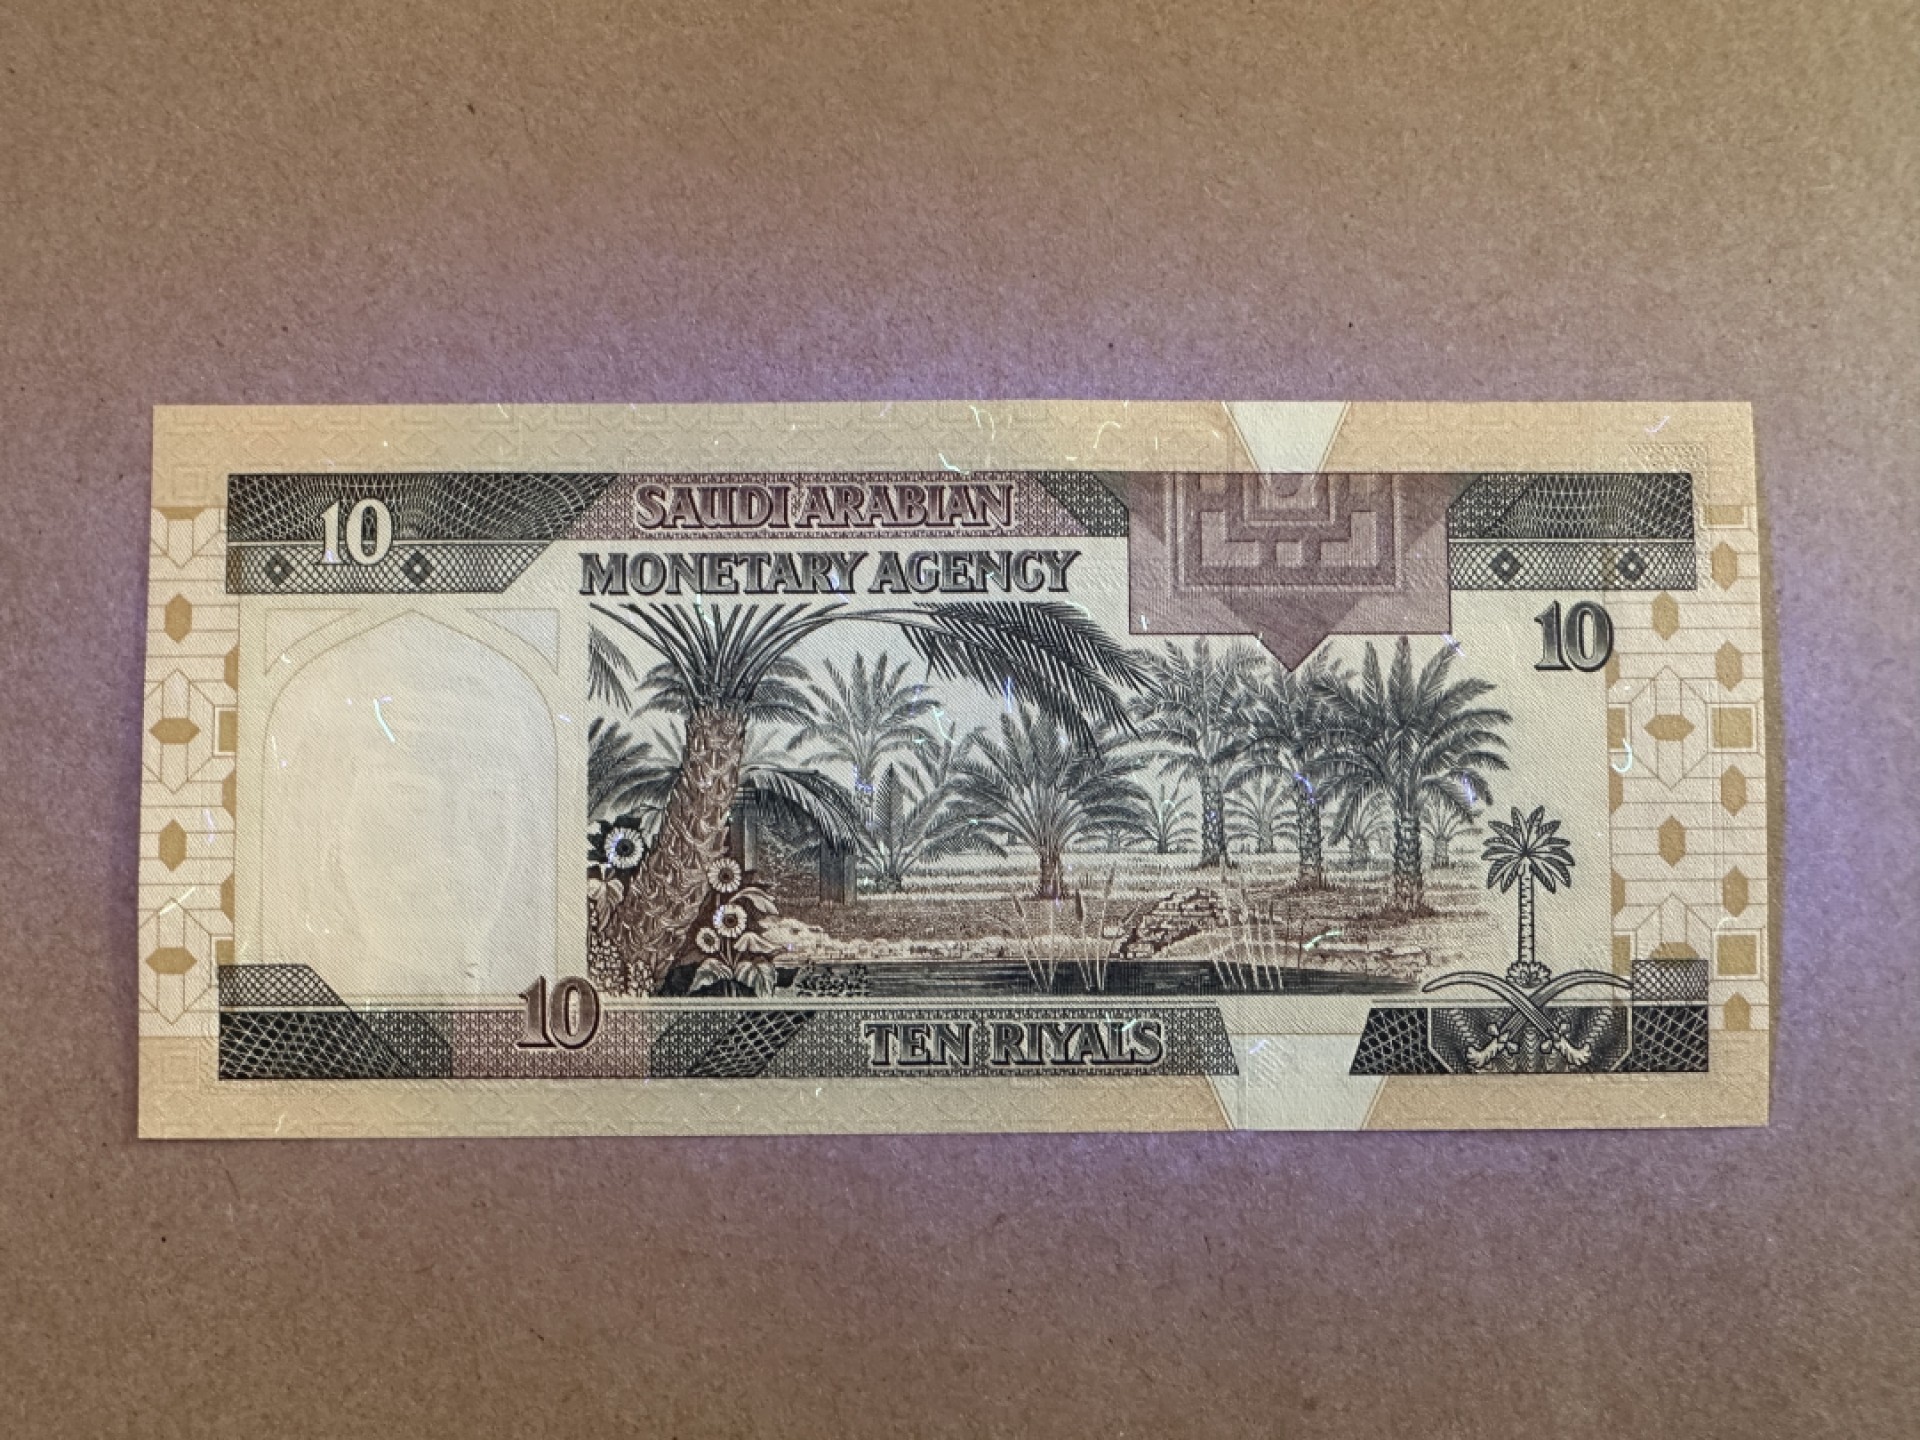 10
SAUDI ARABIAN
MONETARY AGENCY
10
10
TEN RIYALS